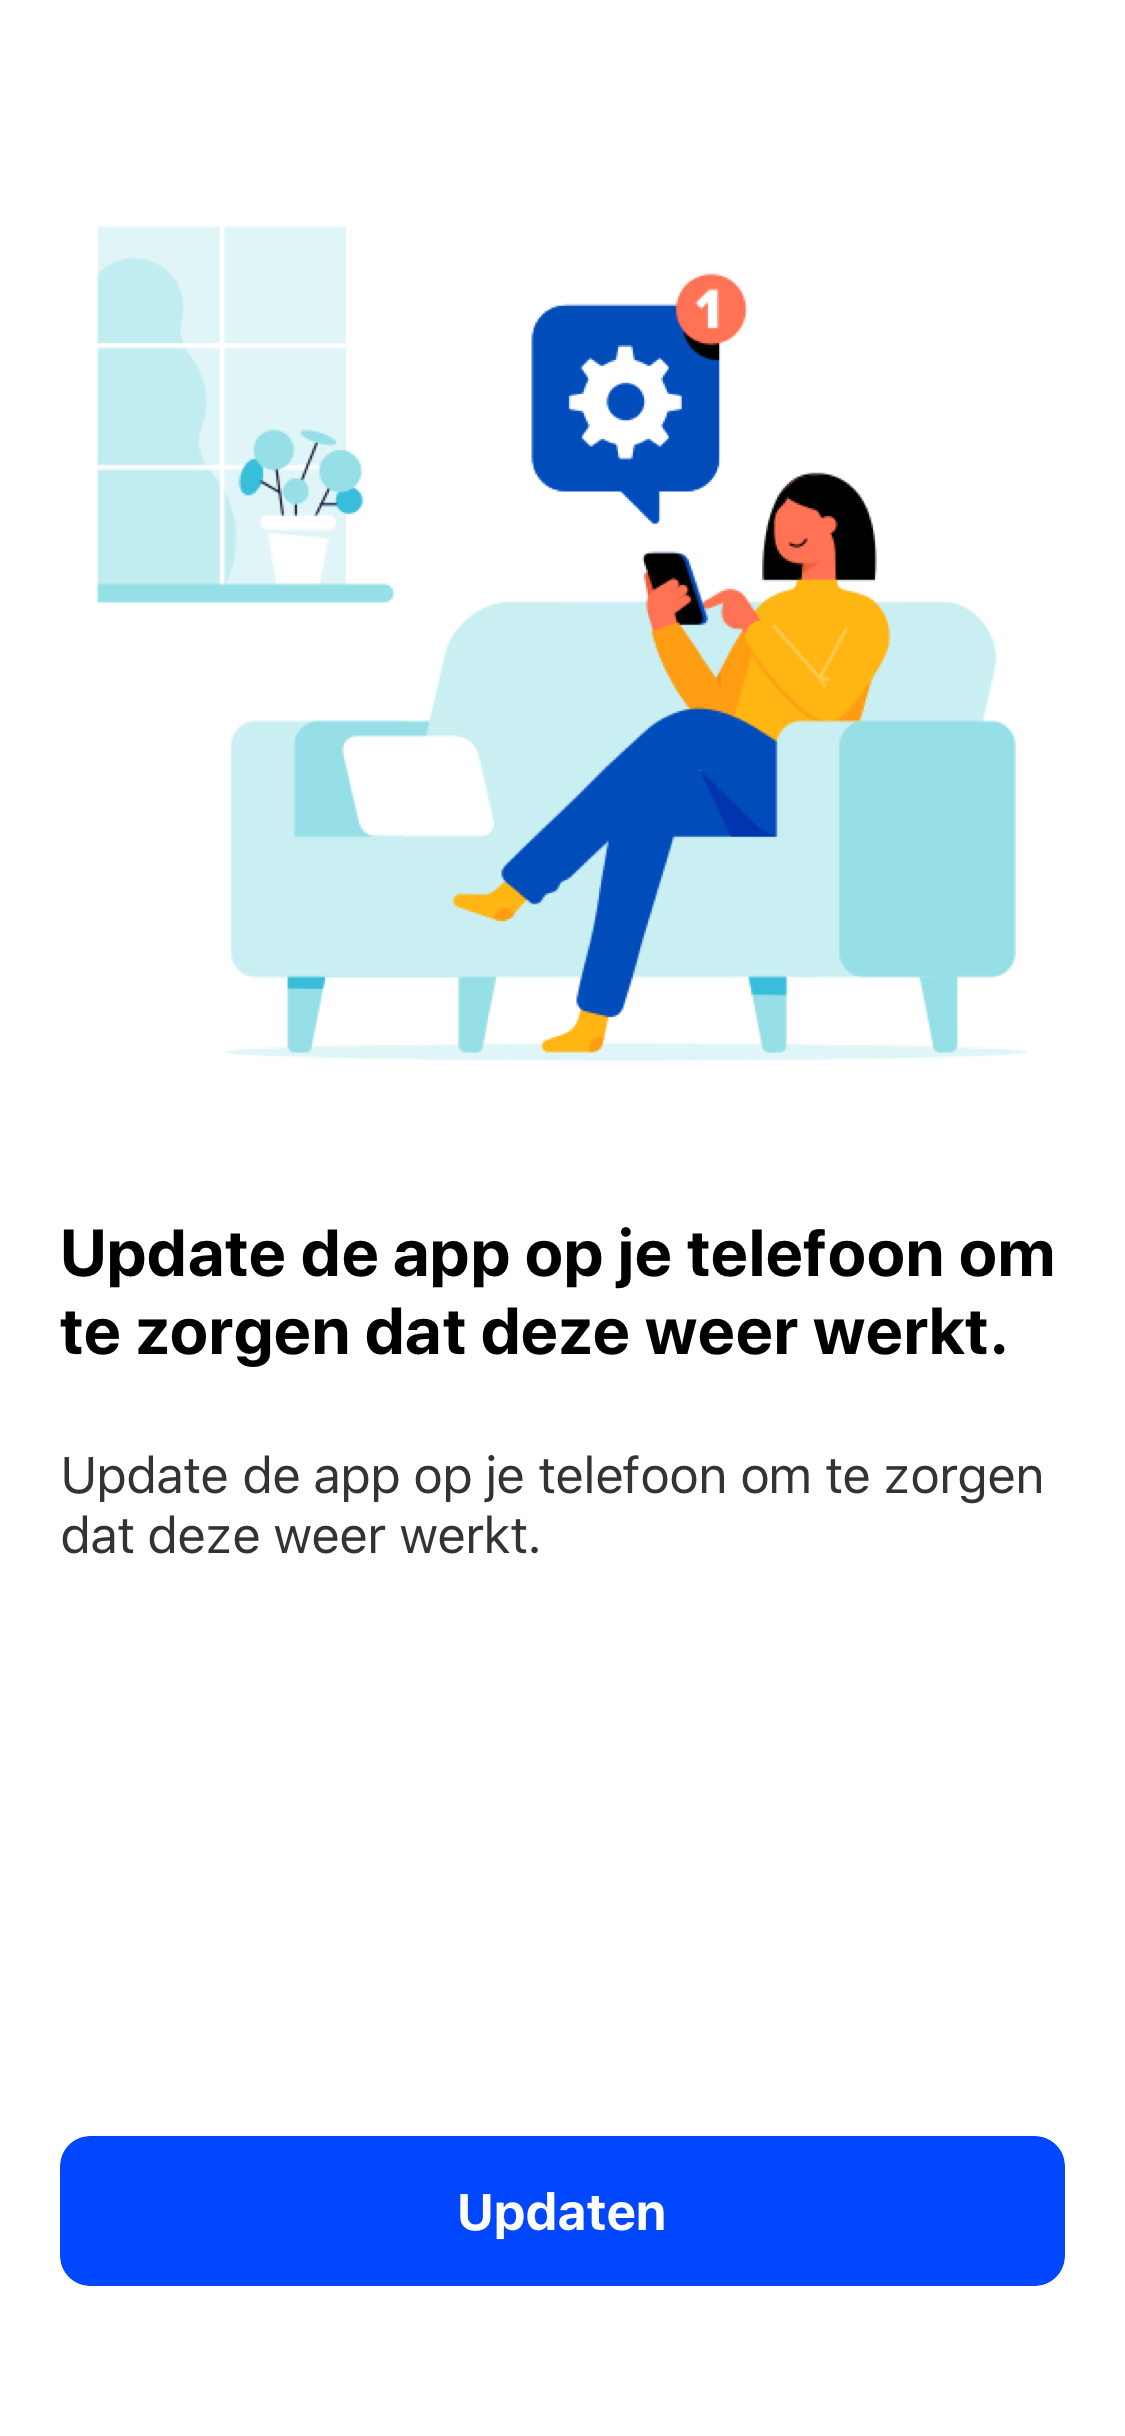 1
Update de app op je telefoon om
te zorgen dat deze weer werkt.
Update de app op je telefoon om te zorgen
dat deze weer werkt.
Updaten